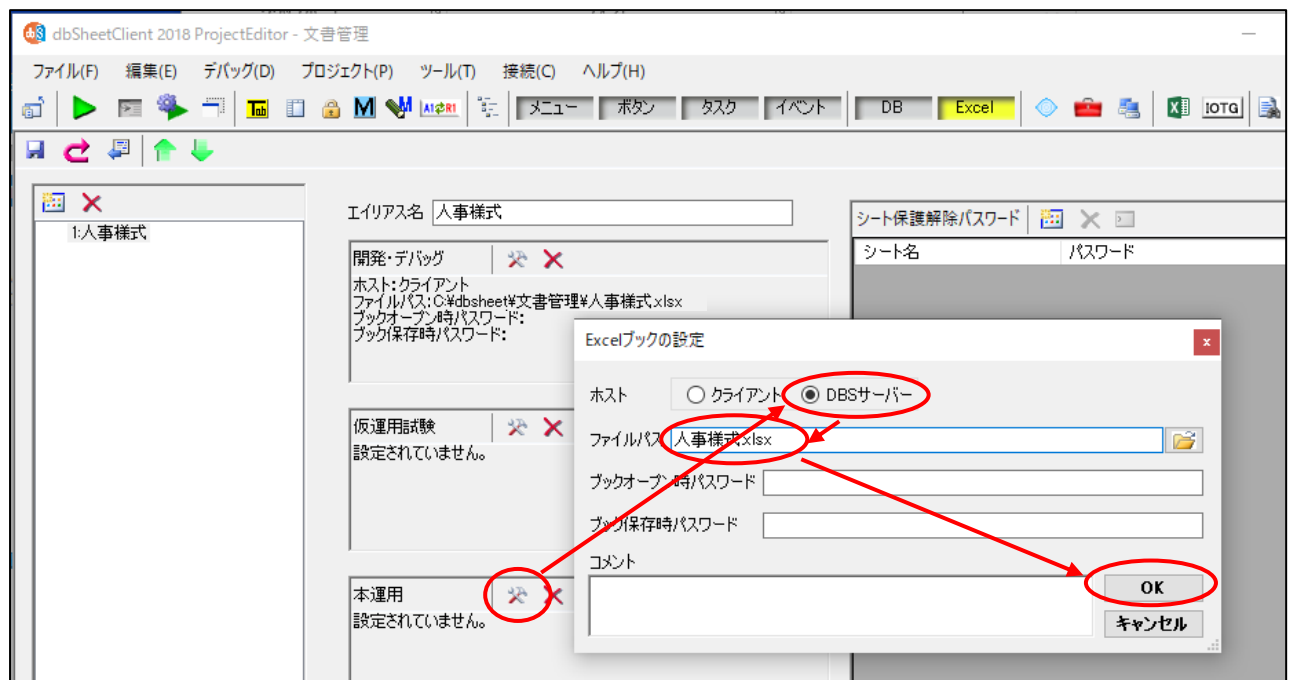 dbSheetClient 2018 ProjectEditor - 文書管理
ファイル(F) 編集(E) デバッグ(D) プロジェクト(P) ツール(T) 接続(C) ヘルプ(H)
Tab M M A1⇄R1 メニュー ボタン タスク イベント DB Excel X IOTG
1:人事様式
エイリアス名 人事様式
開発・デバッグ
ホスト:クライアント
ファイルパス:C:¥dbsheet¥文書管理¥人事様式.xlsx
ブックオープン時パスワード:
ブック保存時パスワード:
仮運用試験
設定されていません。
本運用
設定されていません。
シート保護解除パスワード
シート名 パスワード
Excelブックの設定
ホスト クライアント DBSサーバー
ファイルパス 人事様式.xlsx
ブックオープン時パスワード
ブック保存時パスワード
コメント
OK
キャンセル